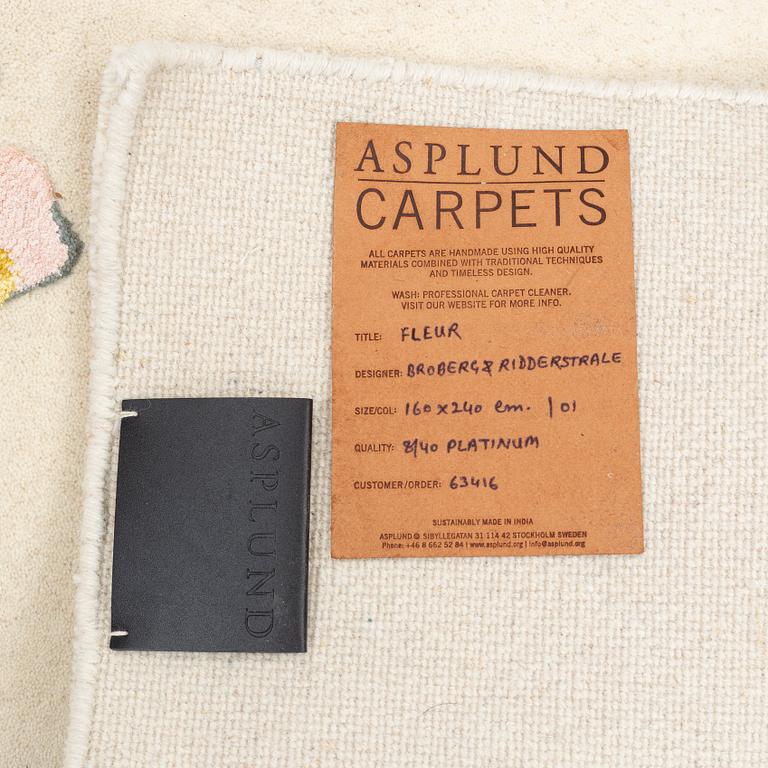 ASPLUND
CARPETS
ALL CARPETS ARE HANDMADE USING HIGH QUALITY
MATERIALS COMBINED WITH TRADITIONAL TECHNIQUES
AND TIMELESS DESIGN.
WASH: PROFESSIONAL CARPET CLEANER.
VISIT OUR WEBSITE FOR MORE INFO.
TITLE: FLEUR
DESIGNER: BROBERG & RIDDERSTRALE
SIZE/COL: 160 x 240 cm. | 01
QUALITY: 8/40 PLATINUM
CUSTOMER/ORDER: 63416
SUSTAINABLY MADE IN INDIA
ASPLUND © SIBYLLEGATAN 31 114 42 STOCKHOLM SWEDEN
Phone: +46 8 662 52 84 | www.asplund.org | info@asplund.org
ASPLUND